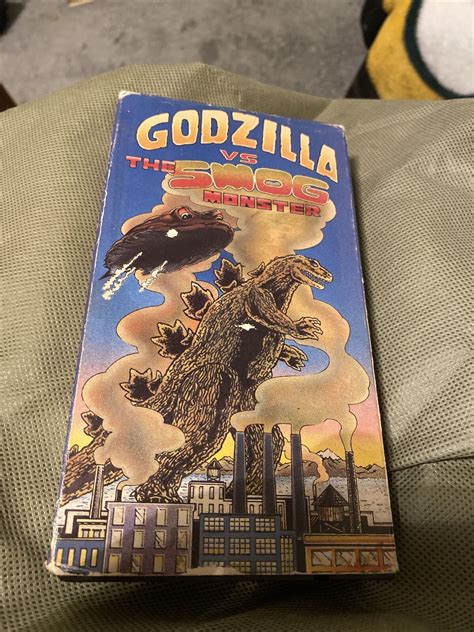 GODZILLA
VS
THE SMOG
MONSTER